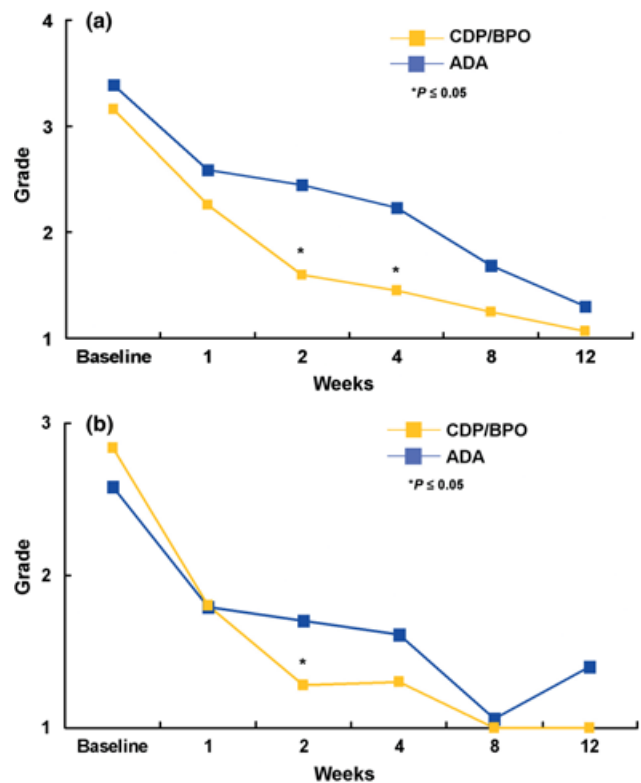 (a)
CDP/BPO
ADA
*P ≤ 0.05
4
3
2
1
Grade
* *
Baseline 1 2 4 8 12
Weeks
(b)
CDP/BPO
ADA
*P ≤ 0.05
3
2
1
Grade
*
Baseline 1 2 4 8 12
Weeks